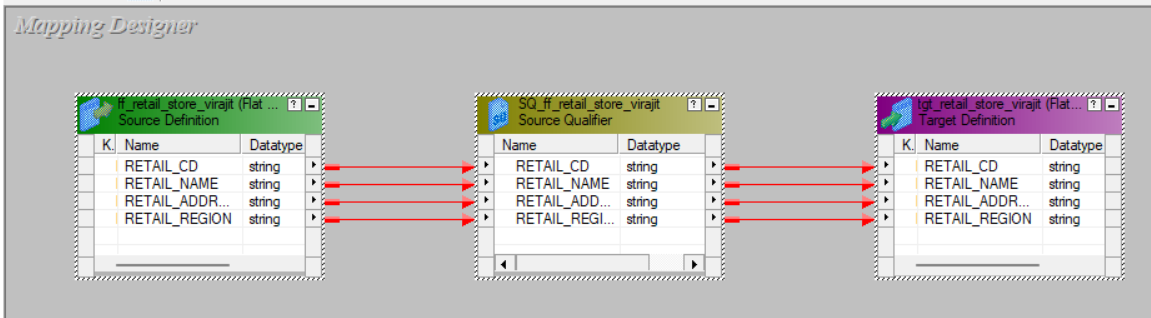 Mapping Designer
ff_retail_store_virajit (Flat ... ? -
Source Definition
K. Name Datatype
RETAIL_CD string
RETAIL_NAME string
RETAIL_ADDR... string
RETAIL_REGION string
SQ_ff_retail_store_virajit ? -
SQ
Source Qualifier
Name Datatype
RETAIL_CD string
RETAIL_NAME string
RETAIL_ADD... string
RETAIL_REGI... string
tgt_retail_store_virajit (Flat... ? -
Target Definition
K. Name Datatype
RETAIL_CD string
RETAIL_NAME string
RETAIL_ADDR... string
RETAIL_REGION string